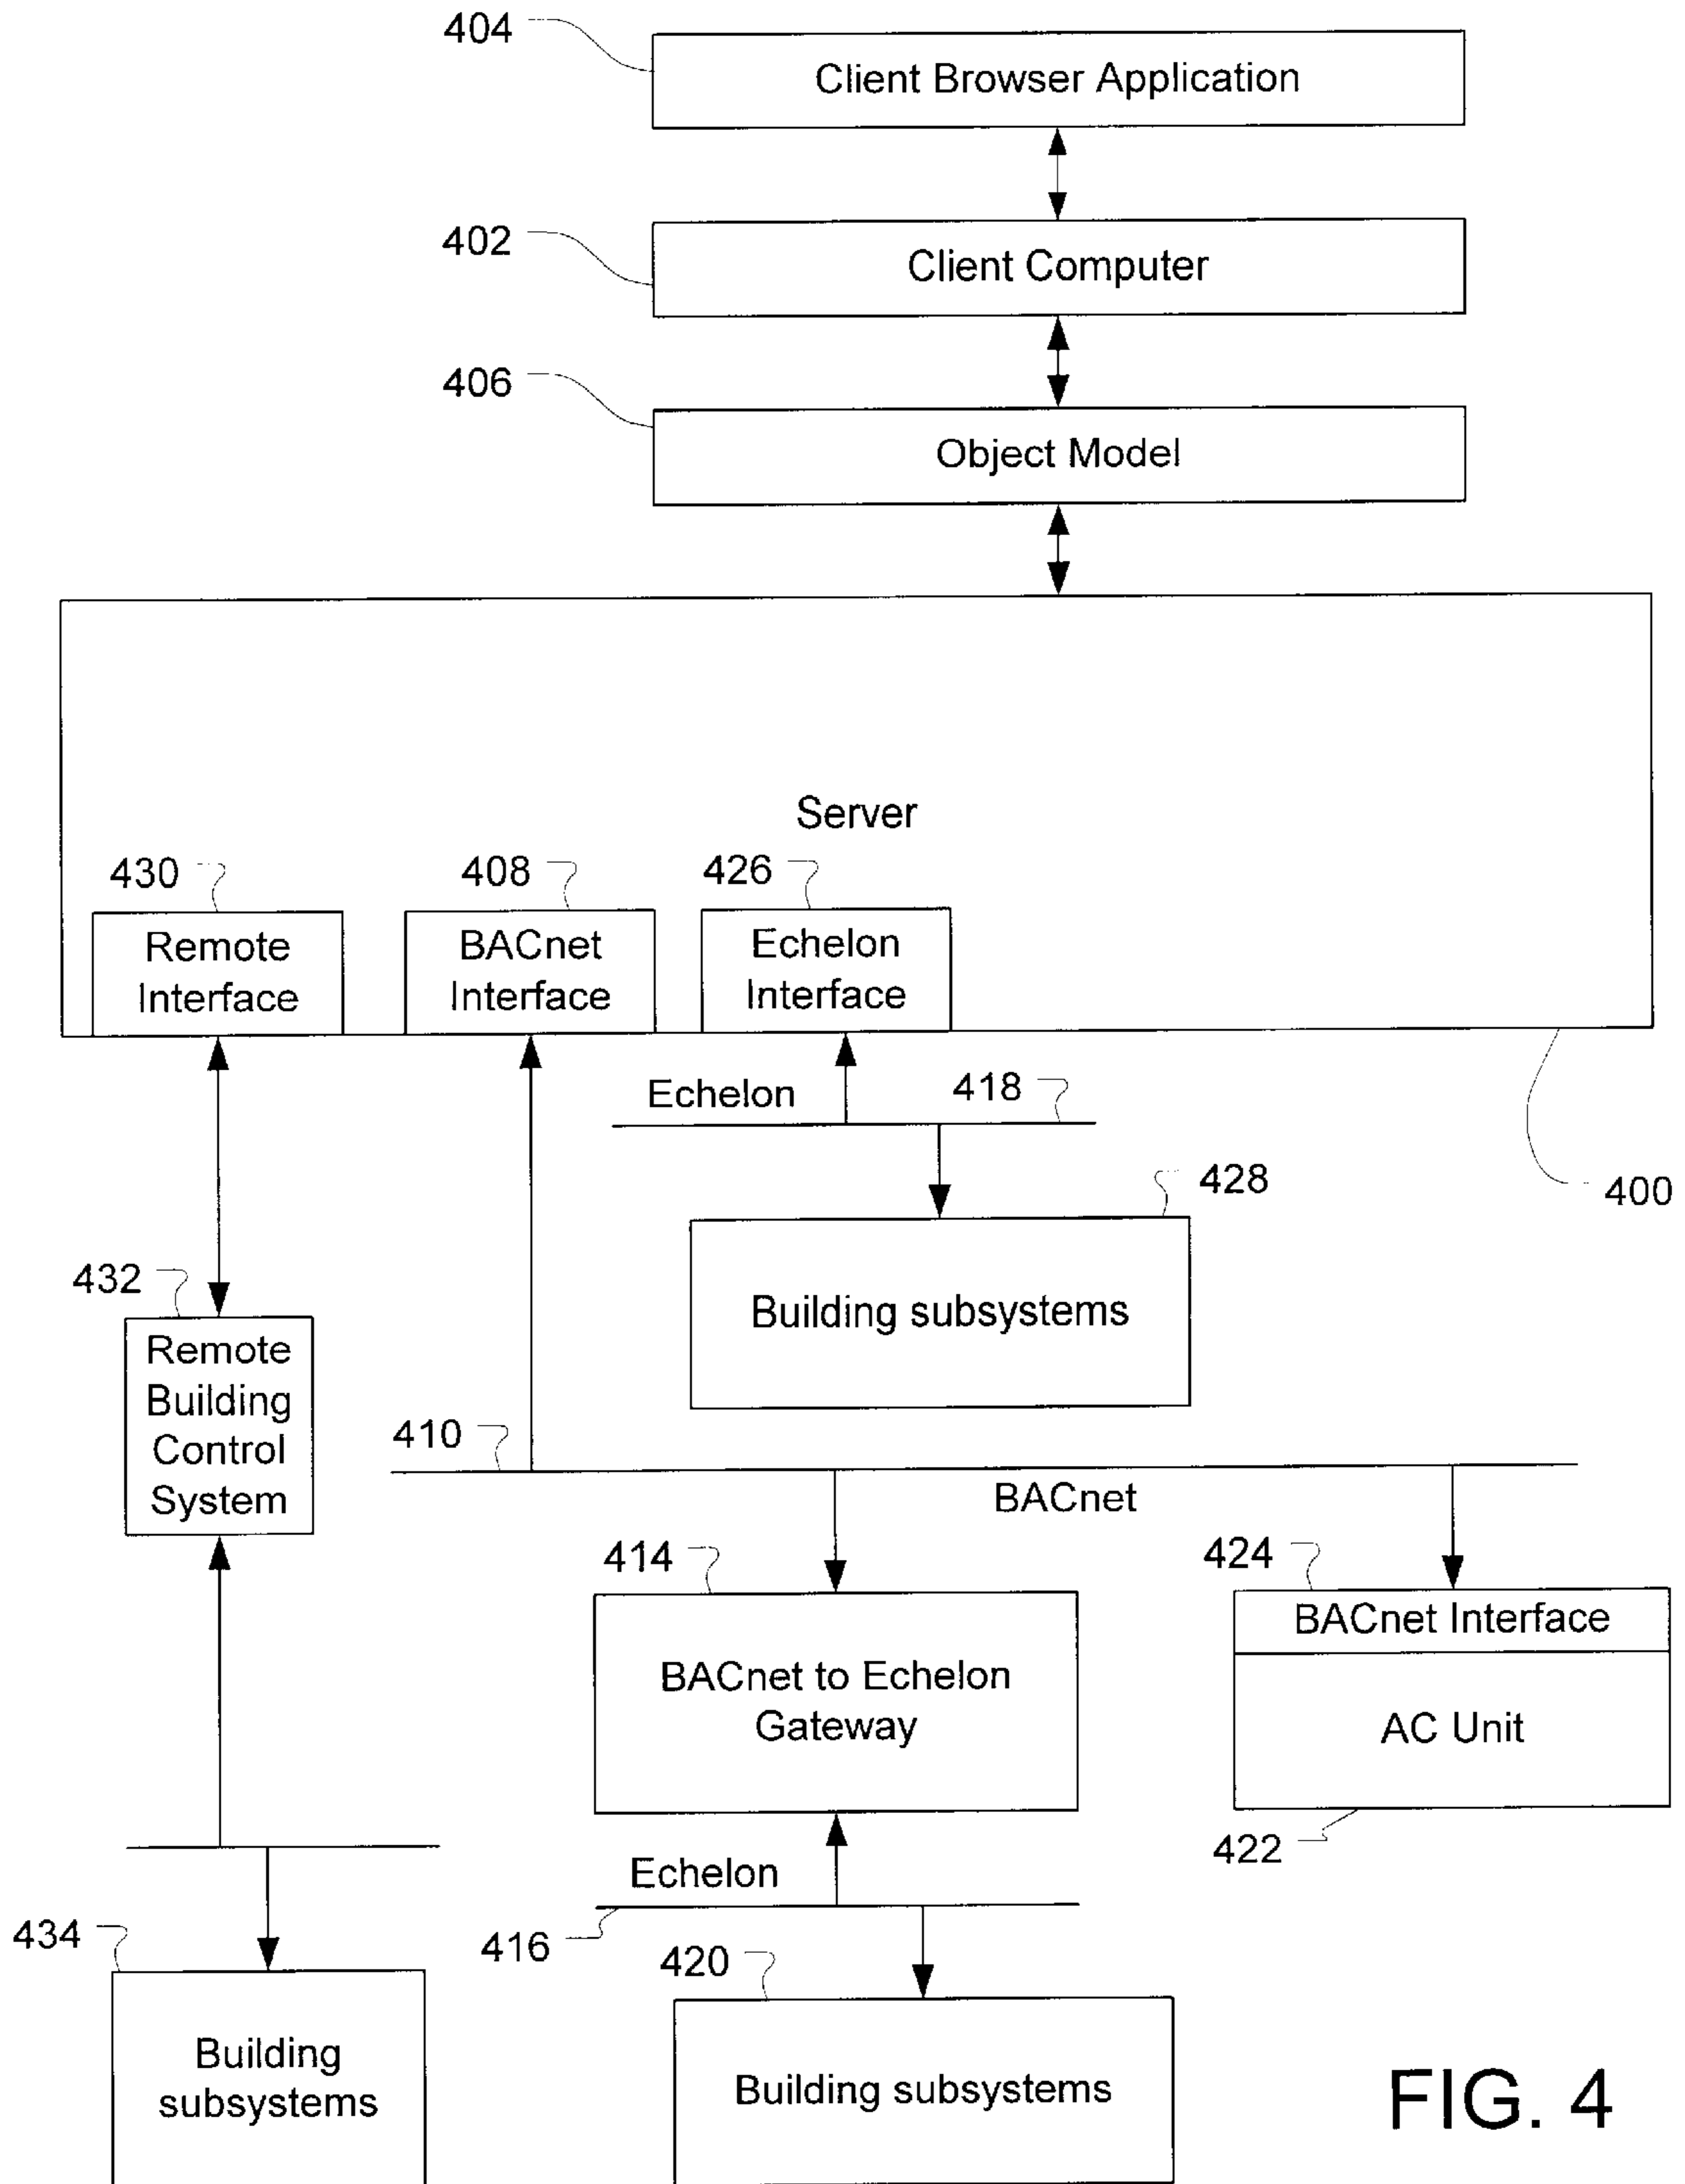 404
Client Browser Application
402
Client Computer
406
Object Model
Server
430
408
426
Remote
Interface
BACnet
Interface
Echelon
Interface
Echelon
418
428
400
Building subsystems
432
Remote
Building
Control
System
410
BACnet
414
424
BACnet to Echelon
Gateway
BACnet Interface
AC Unit
422
Echelon
416
434
420
Building
subsystems
Building subsystems
FIG. 4